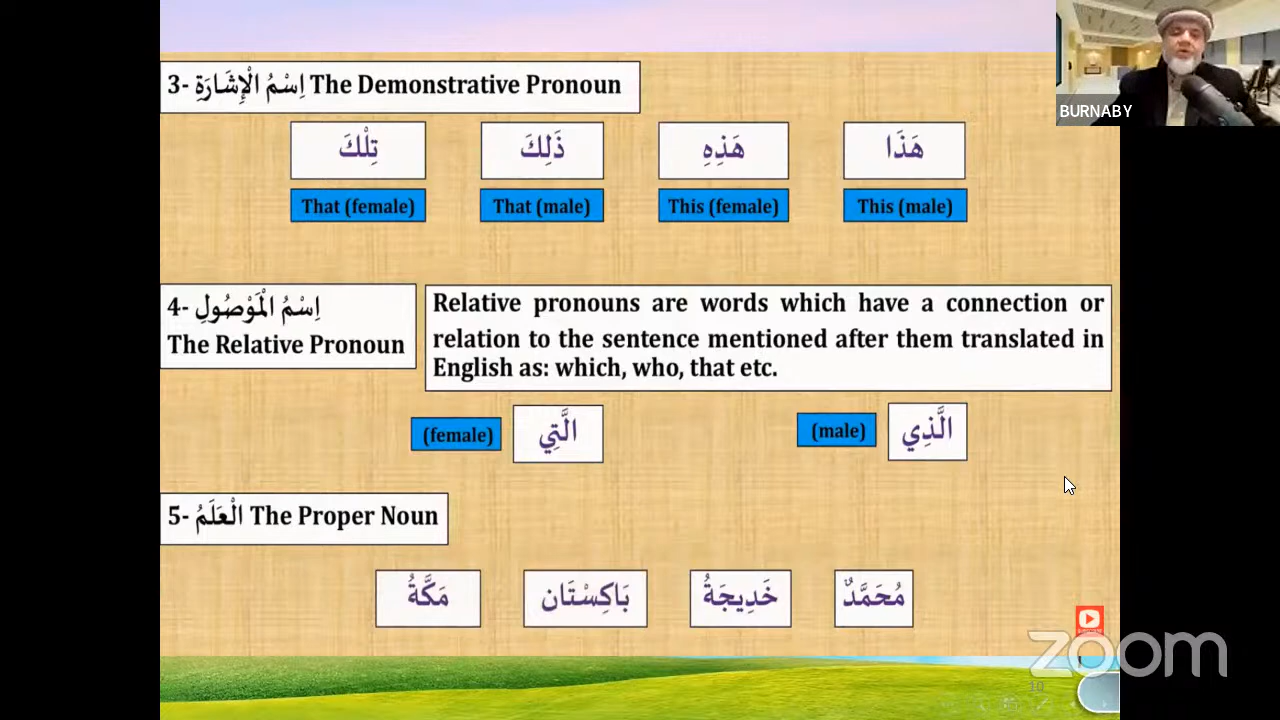 BURNABY
3- اِسْمُ الْإِشَارَةِ The Demonstrative Pronoun
هَذَا
هَذِهِ
ذَلِكَ
تِلْكَ
This (male)
This (female)
That (male)
That (female)
4- اِسْمُ الْمَوْصُولِ
The Relative Pronoun
Relative pronouns are words which have a connection or
relation to the sentence mentioned after them translated in
English as: which, who, that etc.
الَّذِي
(male)
الَّتِي
(female)
5- الْعَلَمُ The Proper Noun
مُحَمَّدٌ
خَدِيجَةُ
بَاكِسْتَان
مَكَّةُ
zoom
10